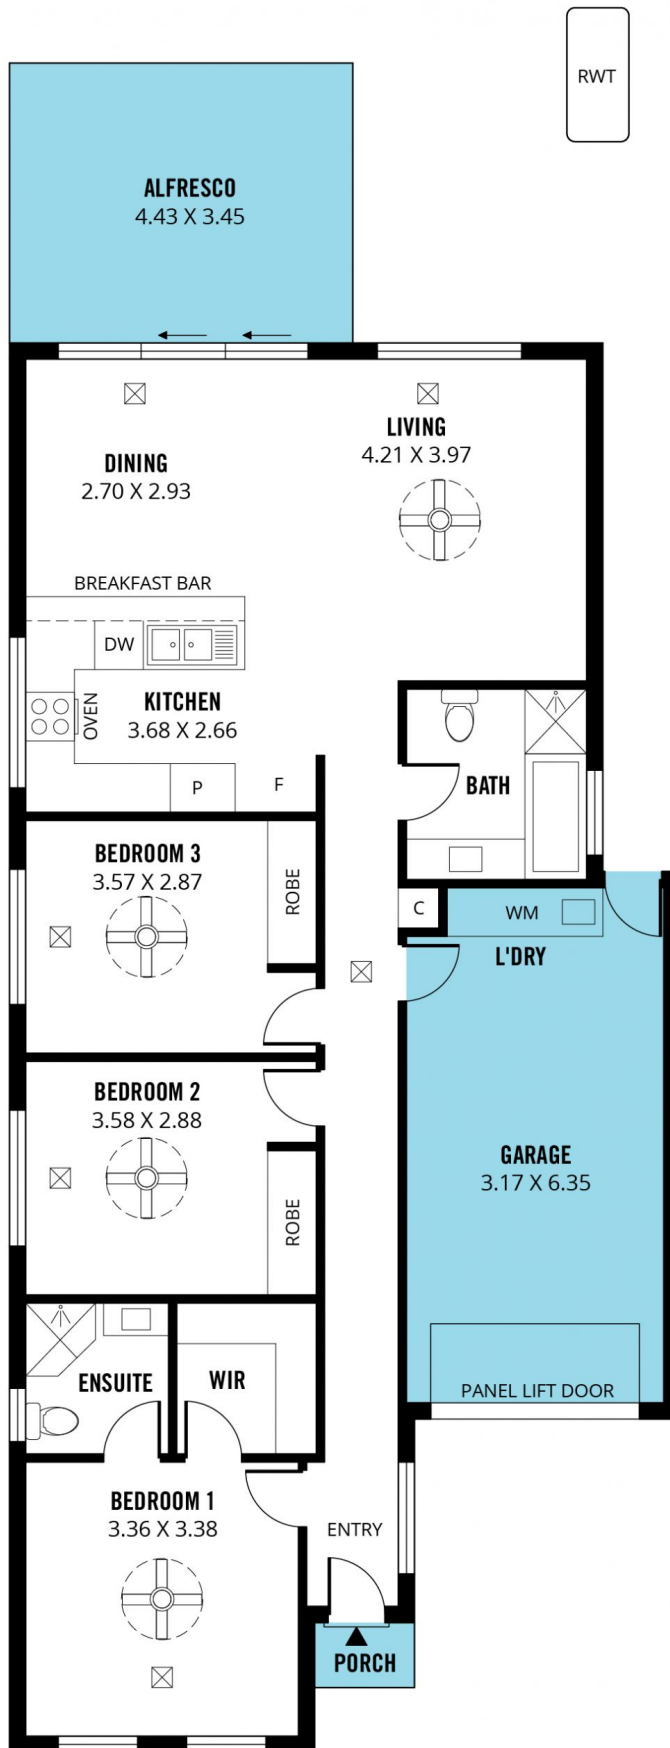 RWT
ALFRESCO
4.43 X 3.45
LIVING
4.21 X 3.97
DINING
2.70 X 2.93
BREAKFAST BAR
DW
OVEN
KITCHEN
3.68 X 2.66
P
F
BATH
BEDROOM 3
3.57 X 2.87
ROBE
C
WM
L'DRY
BEDROOM 2
3.58 X 2.88
ROBE
GARAGE
3.17 X 6.35
PANEL LIFT DOOR
ENSUITE
WIR
BEDROOM 1
3.36 X 3.38
ENTRY
PORCH